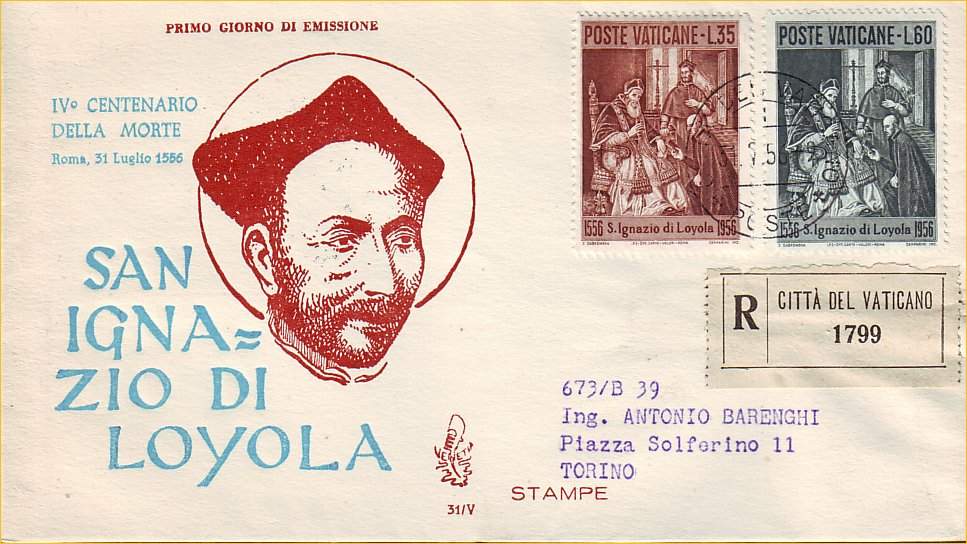 PRIMO GIORNO DI EMISSIONE
IVº CENTENARIO
DELLA MORTE
Roma, 31 Luglio 1556
SAN
IGNA=
ZIO DI
LOYOLA
31/V
POSTE VATICANE-L.35
1556 S.Ignazio di Loyola 1956
POSTE VATICANE-L.60
1556 S.Ignazio di Loyola 1956
R
CITTÀ DEL VATICANO
1799
673/B 39
Ing. ANTONIO BARENGHI
Piazza Solferino 11
TORINO
STAMPE